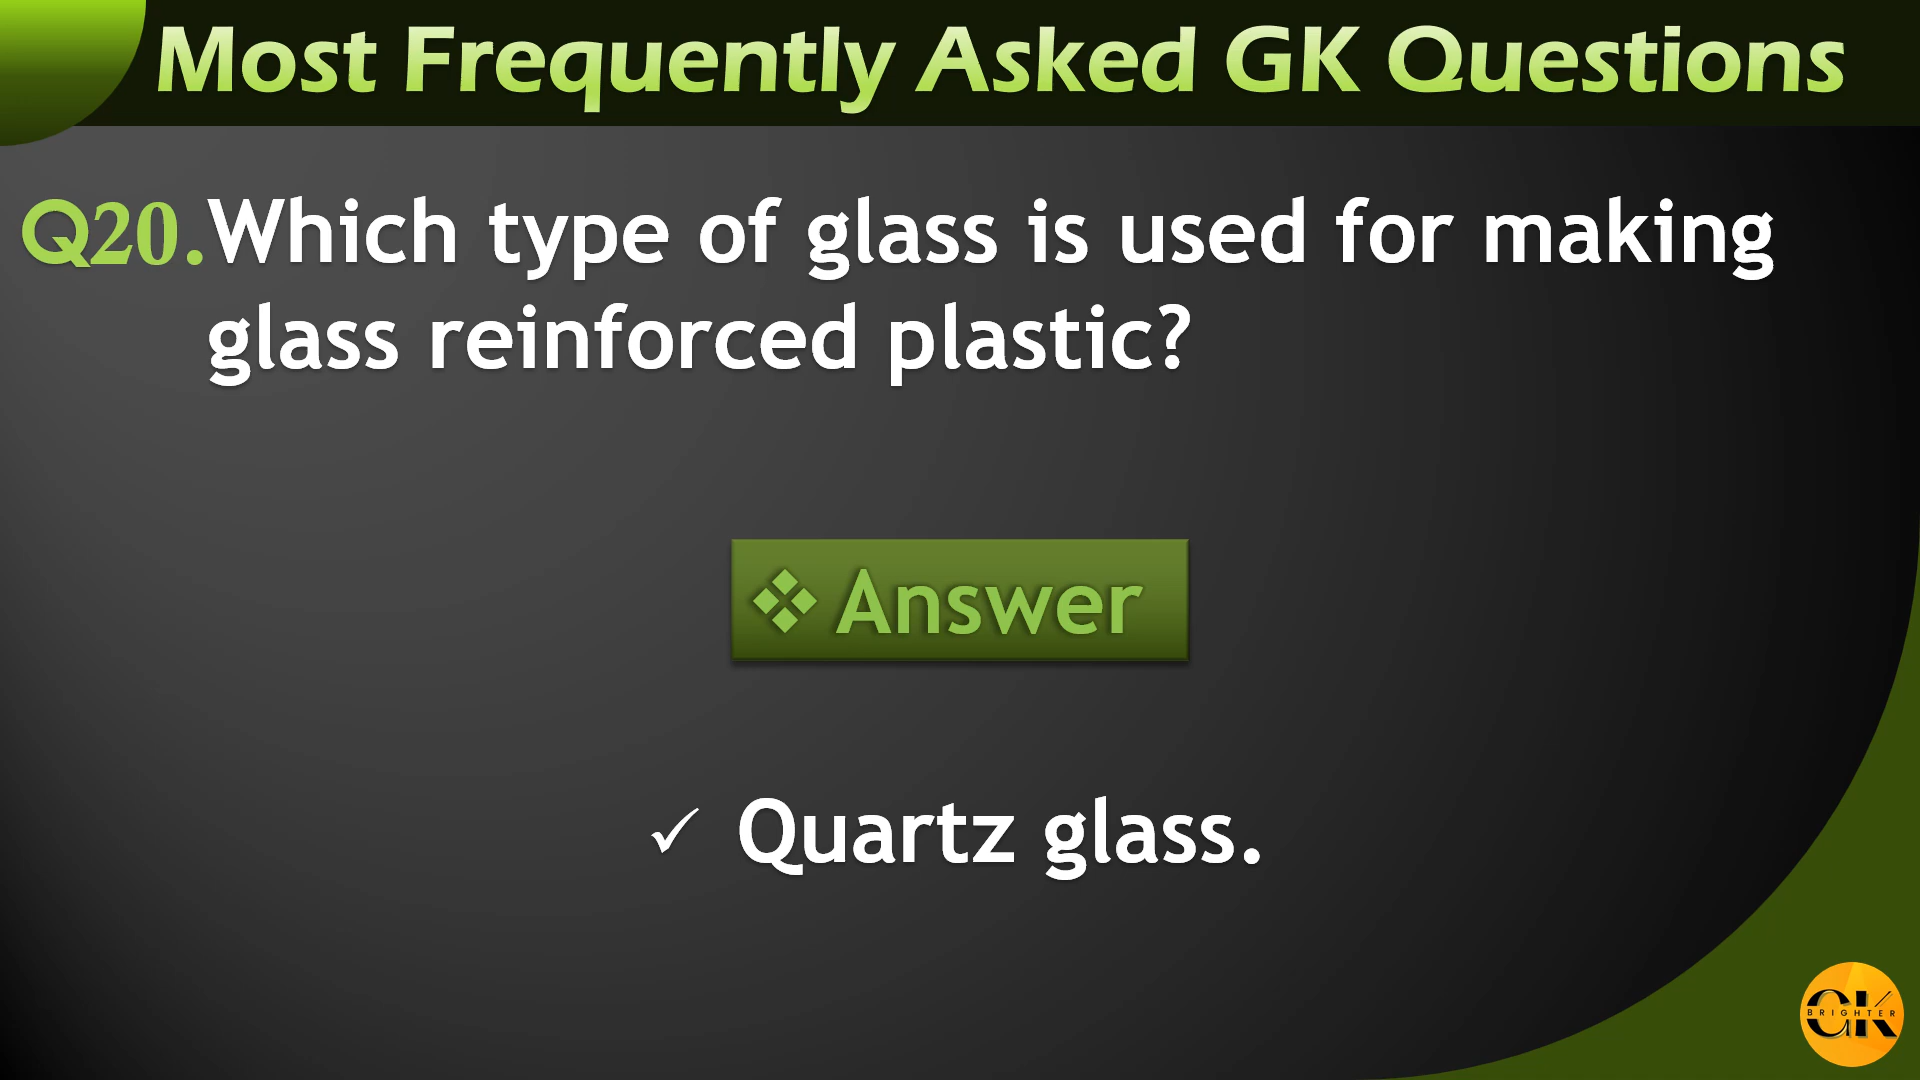 Most Frequently Asked GK Questions
Q20.Which type of glass is used for making
glass reinforced plastic?
❖ Answer
✓ Quartz glass.
GK
BRIGHTER